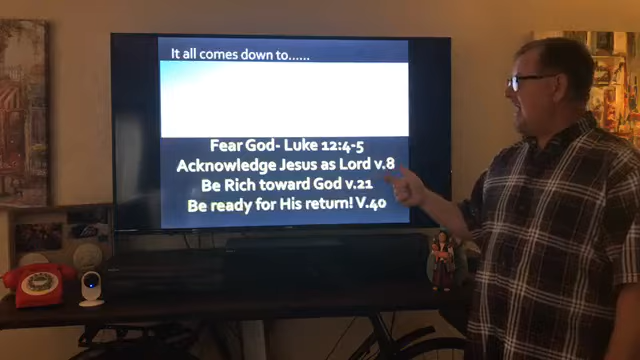 It all comes down to......
Fear God- Luke 12:4-5
Acknowledge Jesus as Lord v.8
Be Rich toward God v.21
Be ready for His return! V.40